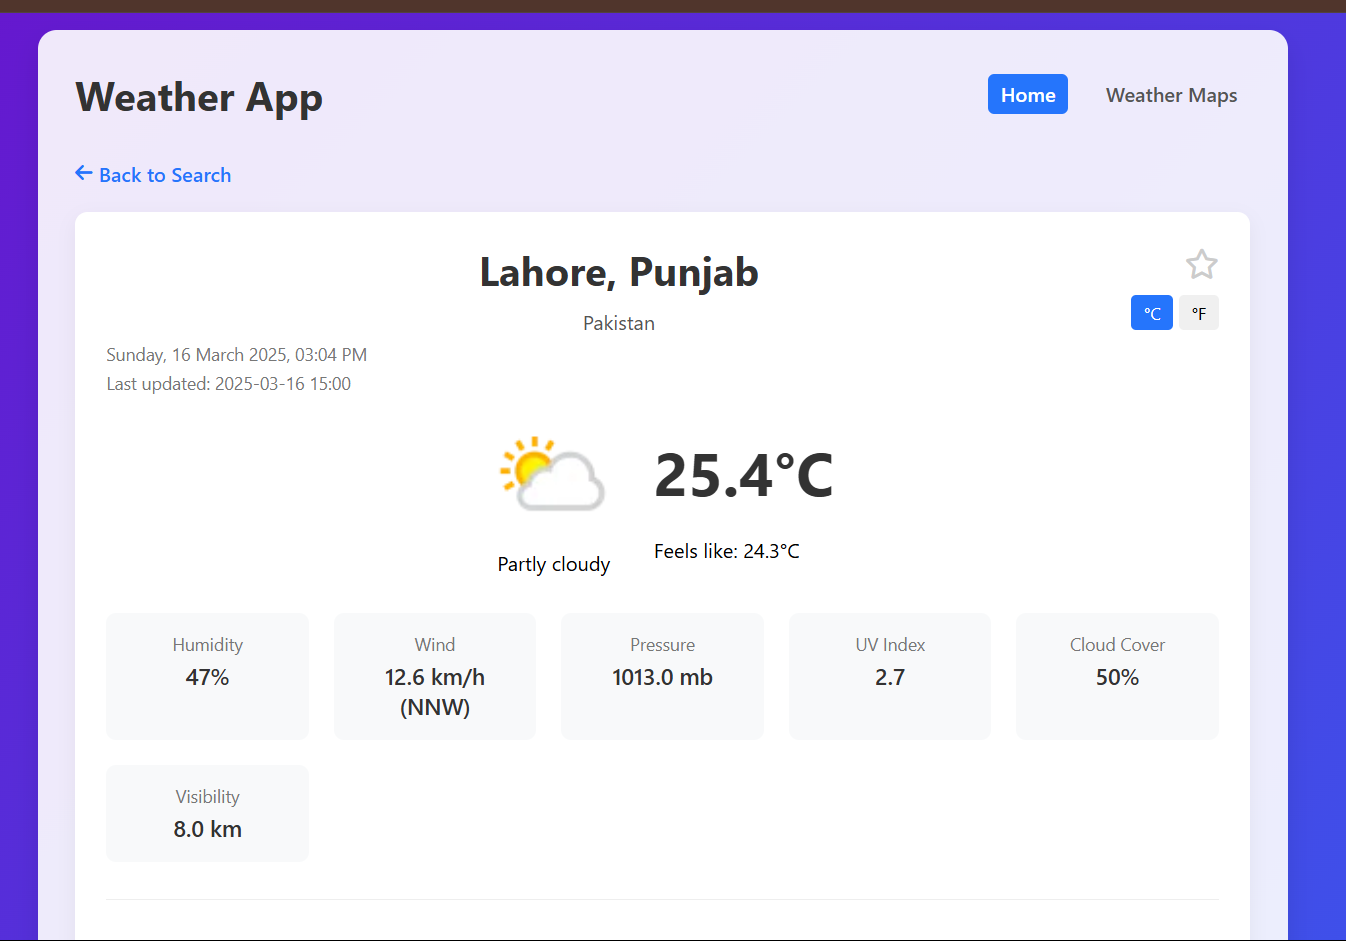 Weather App
Home
Weather Maps
Back to Search
Lahore, Punjab
Pakistan
°C
°F
Sunday, 16 March 2025, 03:04 PM
Last updated: 2025-03-16 15:00
25.4°C
Feels like: 24.3°C
Partly cloudy
Humidity
47%
Wind
12.6 km/h
(NNW)
Pressure
1013.0 mb
UV Index
2.7
Cloud Cover
50%
Visibility
8.0 km